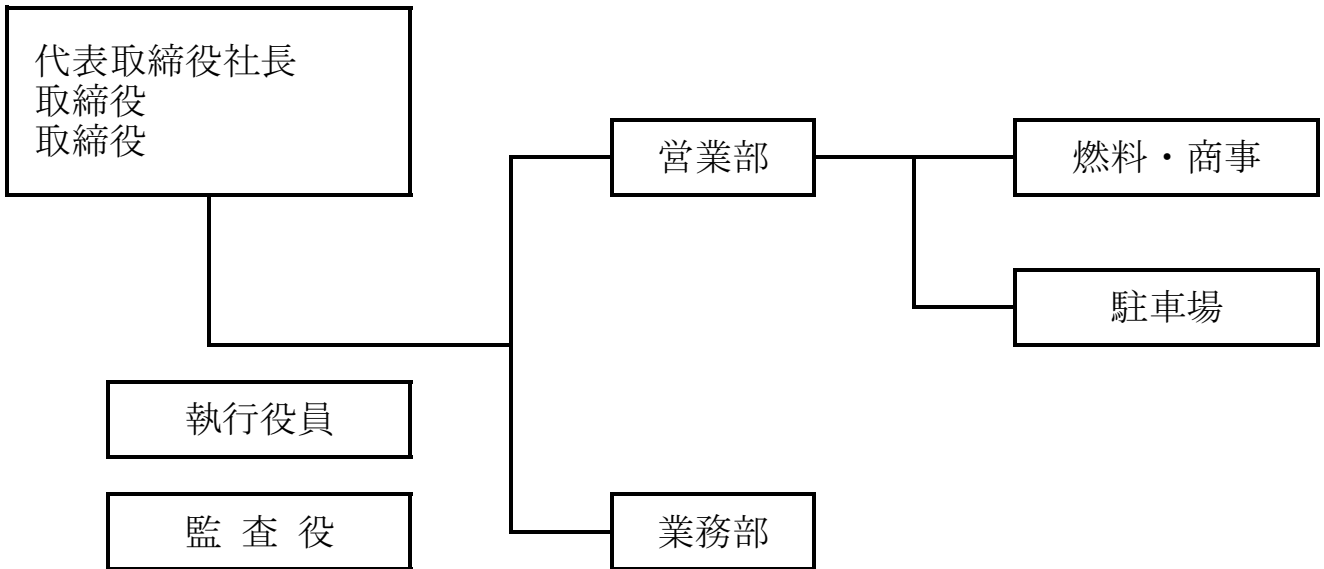 代表取締役社長
取締役
取締役
営業部
燃料・商事
駐車場
執行役員
監 査 役
業務部